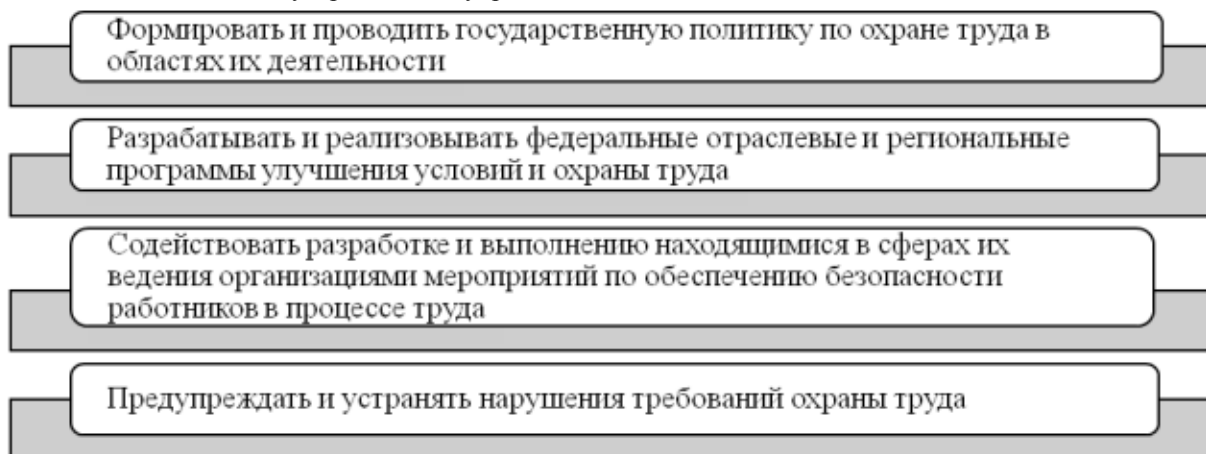 Формировать и проводить государственную политику по охране труда в
областях их деятельности
Разрабатывать и реализовывать федеральные отраслевые и региональные
программы улучшения условий и охраны труда
Содействовать разработке и выполнению находящимися в сферах их
ведения организациями мероприятий по обеспечению безопасности
работников в процессе труда
Предупреждать и устранять нарушения требований охраны труда